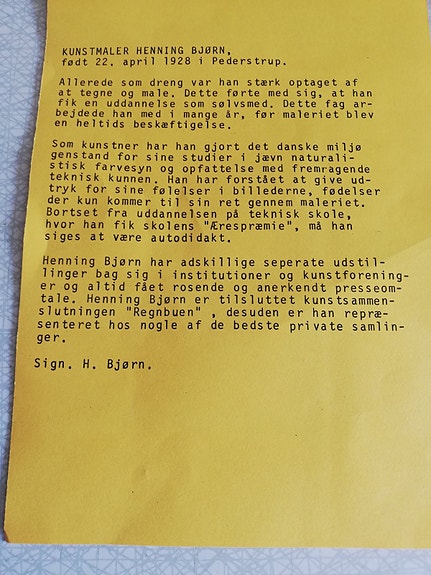 KUNSTMALER HENNING BJØRN,
født 22. april 1928 i Pederstrup.
Allerede som dreng var han stærk optaget af
at tegne og male. Dette førte med sig, at han
fik en uddannelse som sølvsmed. Dette fag ar-
bejdede han med i mange år, før maleriet blev
en heltids beskæftigelse.
Som kunstner har han gjort det danske miljø
genstand for sine studier i jævn naturali-
stisk farvesyn og opfattelse med fremragende
teknisk kunnen. Han har forstået at give ud-
tryk for sine følelser i billederne, fødelser
der kun kommer til sin ret gennem maleriet.
Bortset fra uddannelsen på teknisk skole,
hvor han fik skolens "Ærespræmie", må han
siges at være autodidakt.
Henning Bjørn har adskillige seperate udstil-
linger bag sig i institutioner og kunstforening-
er og altid fået rosende og anerkendt presseom-
tale. Henning Bjørn er tilsluttet kunstsammen-
slutningen "Regnbuen" , desuden er han repræ-
senteret hos nogle af de bedste private samlin-
ger.
Sign. H. Bjørn.